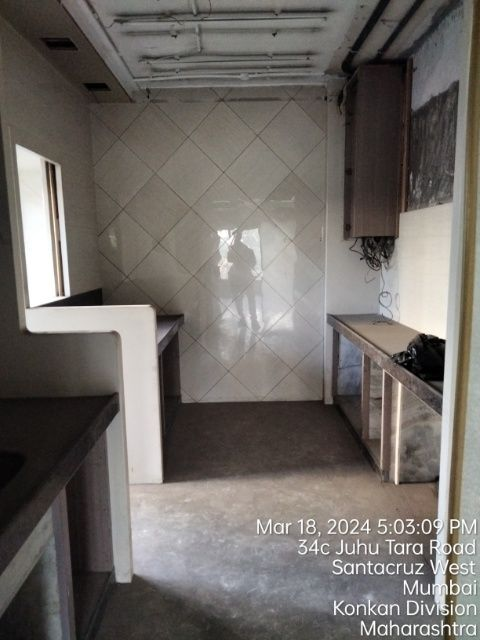 Mar 18, 2024 5:03:09 PM
34c Juhu Tara Road
Santacruz West
Mumbai
Konkan Division
Maharashtra